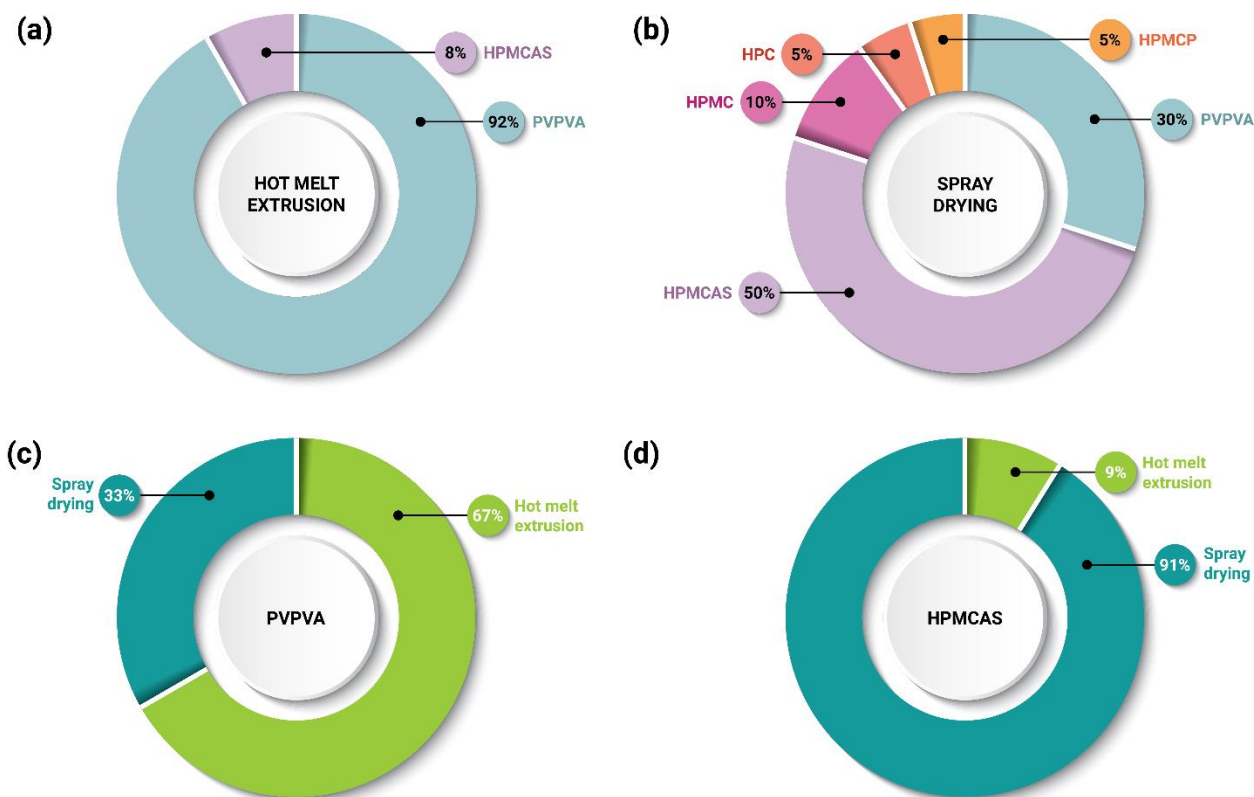 (a)
8% HPMCAS
92% PVPVA
HOT MELT
EXTRUSION
(b)
HPC 5%
5% HPMCP
HPMC 10%
30% PVPVA
SPRAY
DRYING
HPMCAS 50%
(c)
Spray
drying
33%
67%
Hot melt
extrusion
PVPVA
(d)
9%
Hot melt
extrusion
91%
Spray
drying
HPMCAS